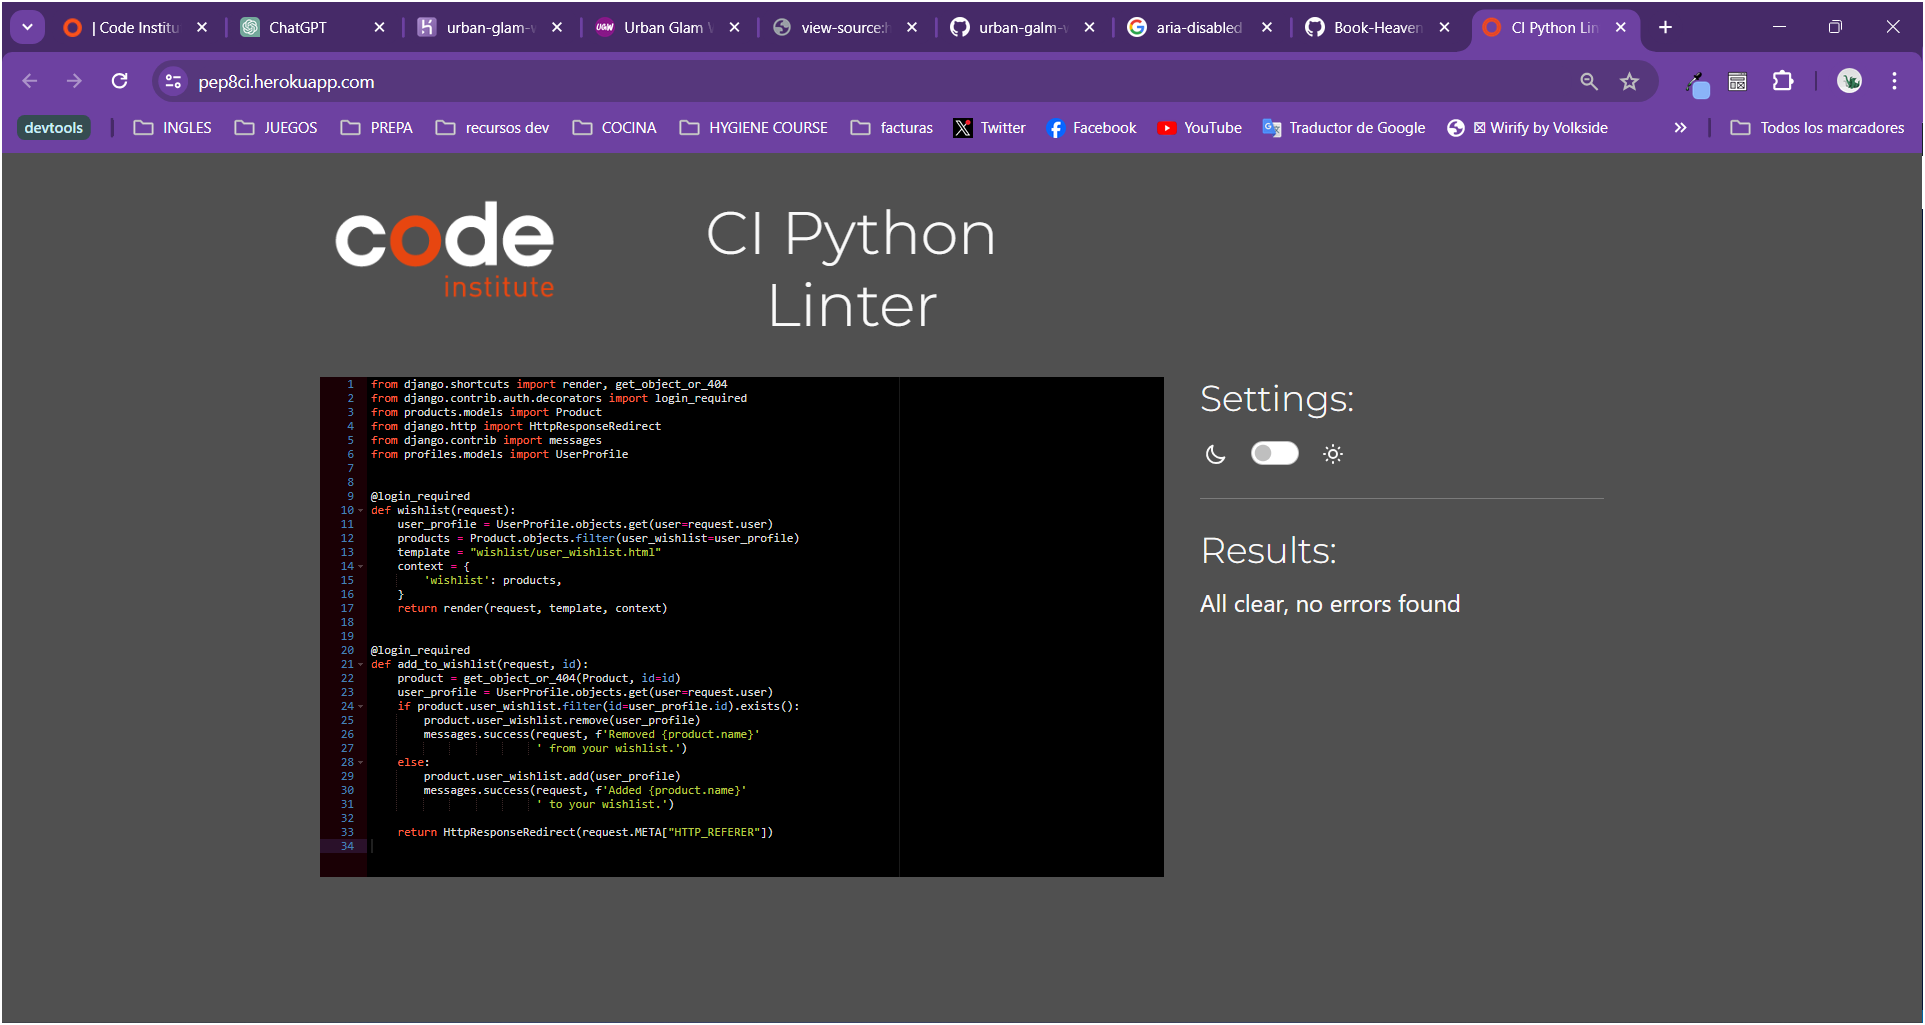 | Code Institu
ChatGPT
urban-glam-w
Urban Glam W
view-source:h
urban-galm-w
aria-disabled
Book-Heaven
CI Python Lin
pep8ci.herokuapp.com
devtools
INGLES
JUEGOS
PREPA
recursos dev
COCINA
HYGIENE COURSE
facturas
Twitter
Facebook
YouTube
Traductor de Google
Wirify by Volkside
Todos los marcadores
code
institute
CI Python
Linter
1 from django.shortcuts import render, get_object_or_404
2 from django.contrib.auth.decorators import login_required
3 from products.models import Product
4 from django.http import HttpResponseRedirect
5 from django.contrib import messages
6 from profiles.models import UserProfile
7
8
9 @login_required
10 def wishlist(request):
11     user_profile = UserProfile.objects.get(user=request.user)
12     products = Product.objects.filter(user_wishlist=user_profile)
13     template = "wishlist/user_wishlist.html"
14     context = {
15         'wishlist': products,
16     }
17     return render(request, template, context)
18
19
20 @login_required
21 def add_to_wishlist(request, id):
22     product = get_object_or_404(Product, id=id)
23     user_profile = UserProfile.objects.get(user=request.user)
24     if product.user_wishlist.filter(id=user_profile.id).exists():
25         product.user_wishlist.remove(user_profile)
26         messages.success(request, f'Removed {product.name}'
27                          ' from your wishlist.')
28     else:
29         product.user_wishlist.add(user_profile)
30         messages.success(request, f'Added {product.name}'
31                          ' to your wishlist.')
32
33     return HttpResponseRedirect(request.META["HTTP_REFERER"])
34
Settings:
Results:
All clear, no errors found